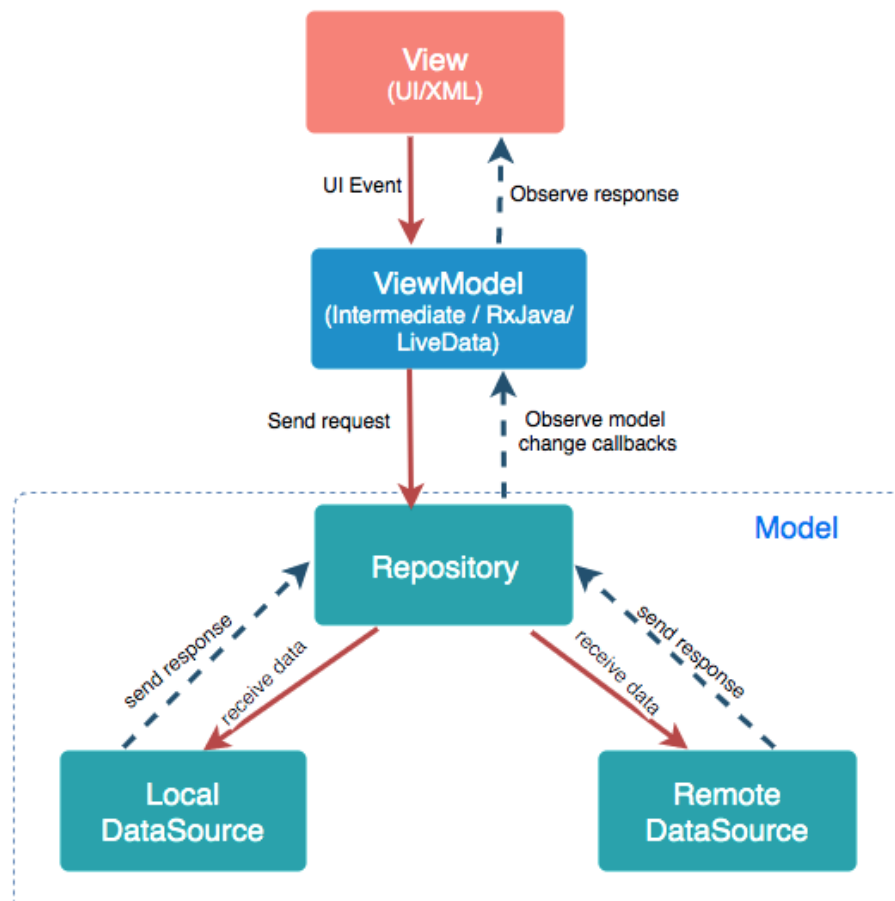 View
(UI/XML)
UI Event
Observe response
ViewModel
(Intermediate / RxJava/
LiveData)
Send request
Observe model
change callbacks
Model
Repository
send response
receive data
receive data
send response
Local
DataSource
Remote
DataSource